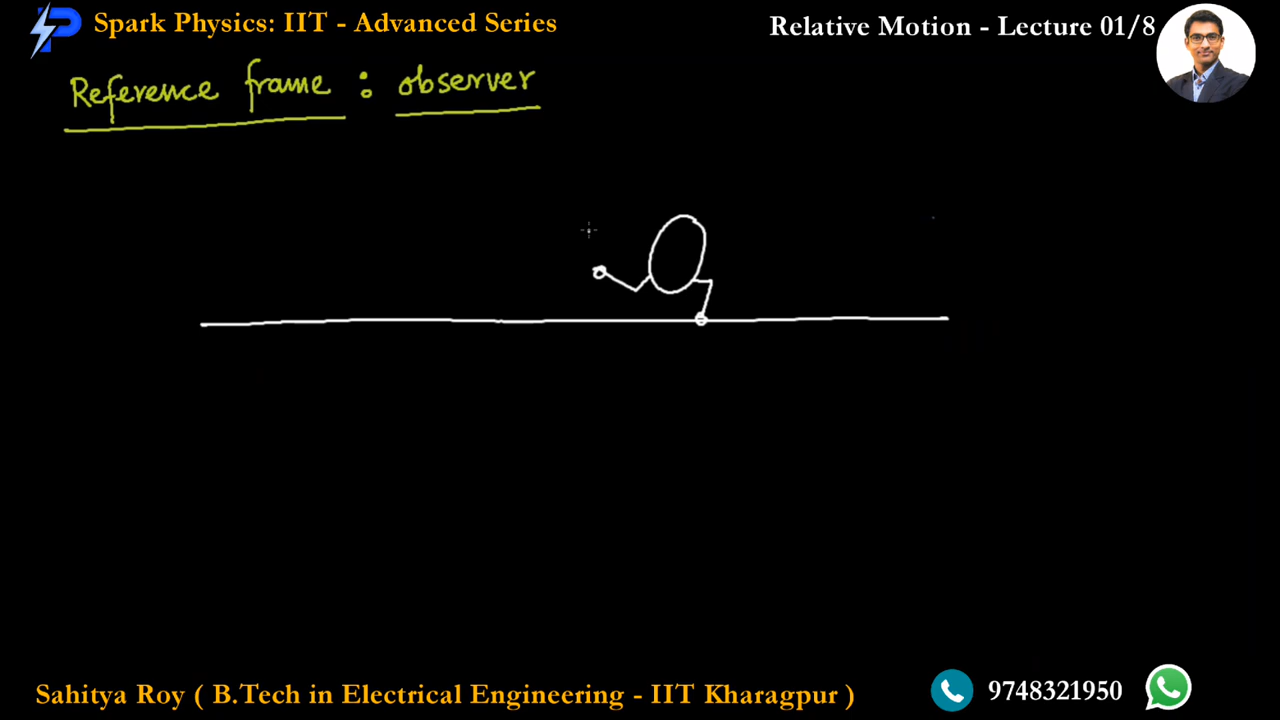 Spark Physics: IIT - Advanced Series
Relative Motion - Lecture 01/8
Reference frame : observer
Sahitya Roy ( B.Tech in Electrical Engineering - IIT Kharagpur )
9748321950